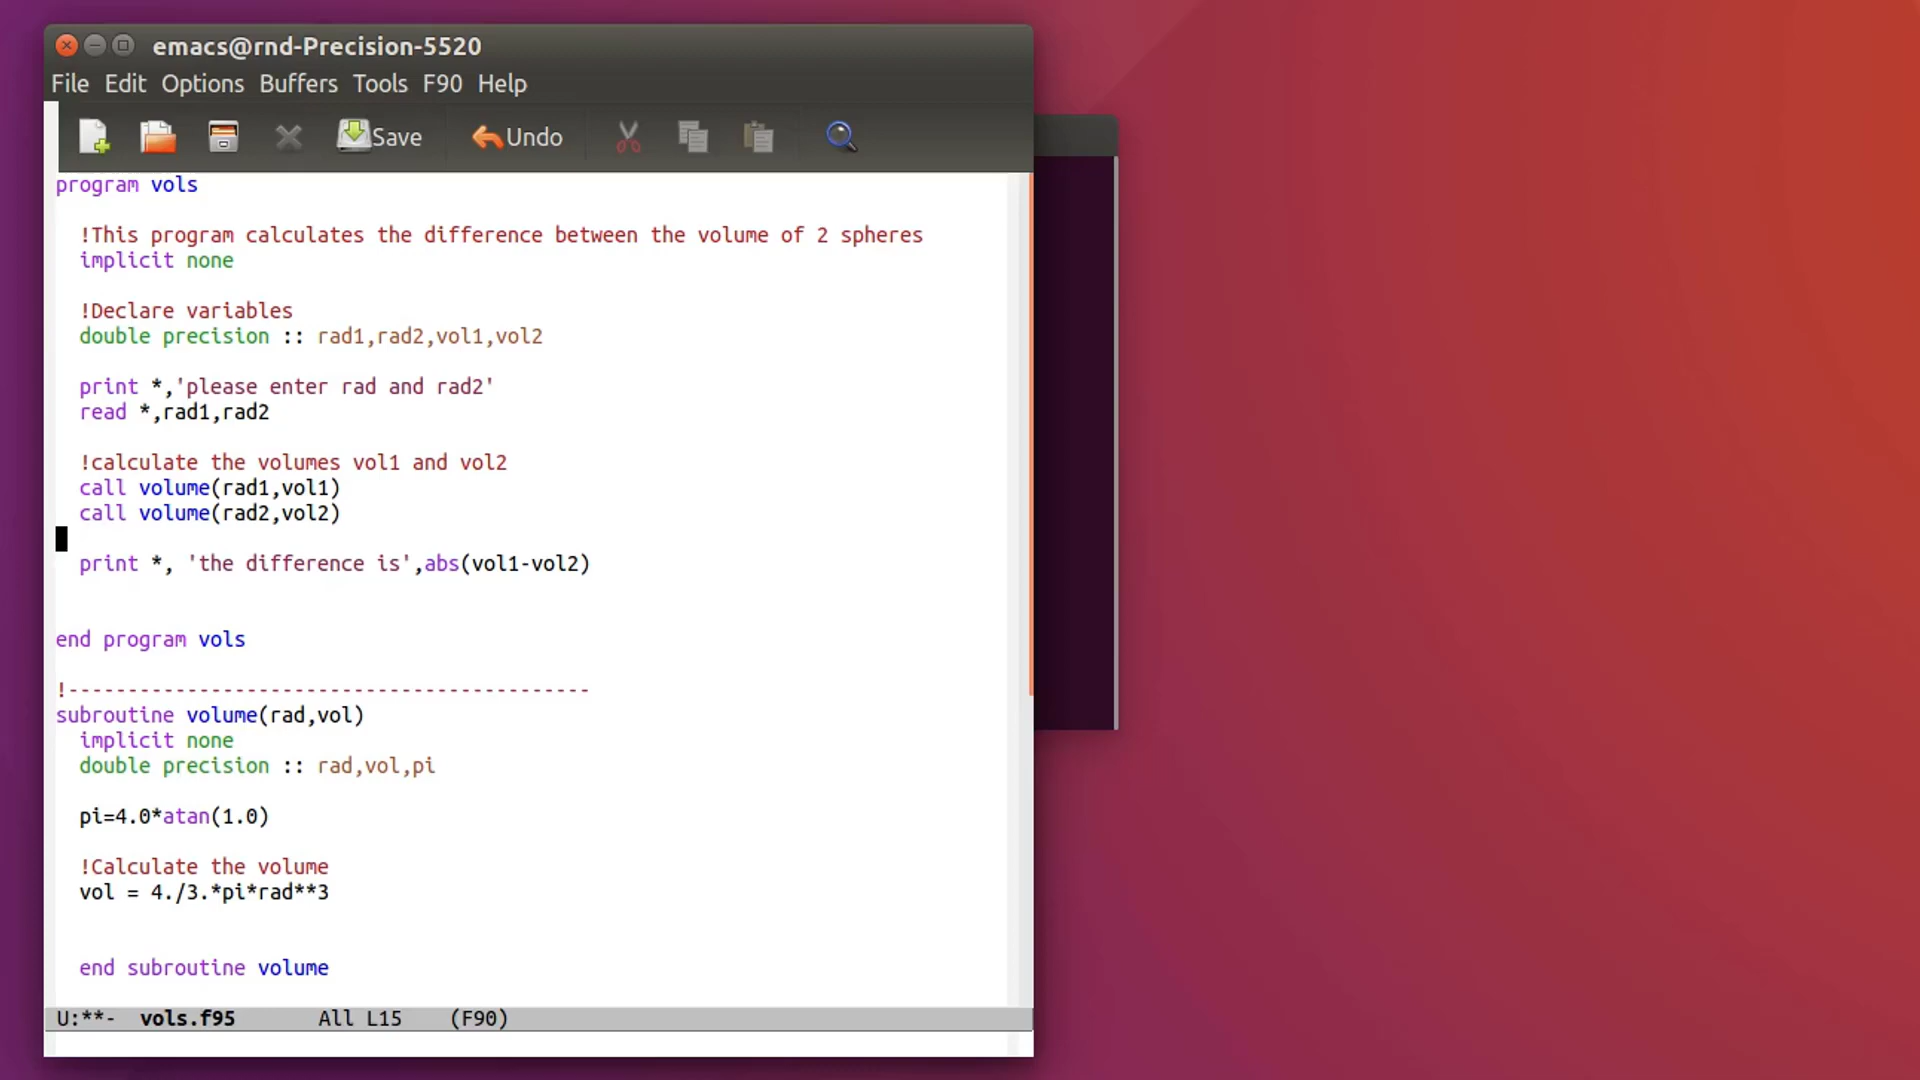 emacs@rnd-Precision-5520
File Edit Options Buffers Tools F90 Help
Save Undo
program vols
!This program calculates the difference between the volume of 2 spheres
implicit none
!Declare variables
double precision :: rad1,rad2,vol1,vol2
print *,'please enter rad and rad2'
read *,rad1,rad2
!calculate the volumes vol1 and vol2
call volume(rad1,vol1)
call volume(rad2,vol2)
print *, 'the difference is',abs(vol1-vol2)
end program vols
!--------------------------------------------
subroutine volume(rad,vol)
implicit none
double precision :: rad,vol,pi
pi=4.0*atan(1.0)
!Calculate the volume
vol = 4./3.*pi*rad**3
end subroutine volume
U:**- vols.f95 All L15 (F90)